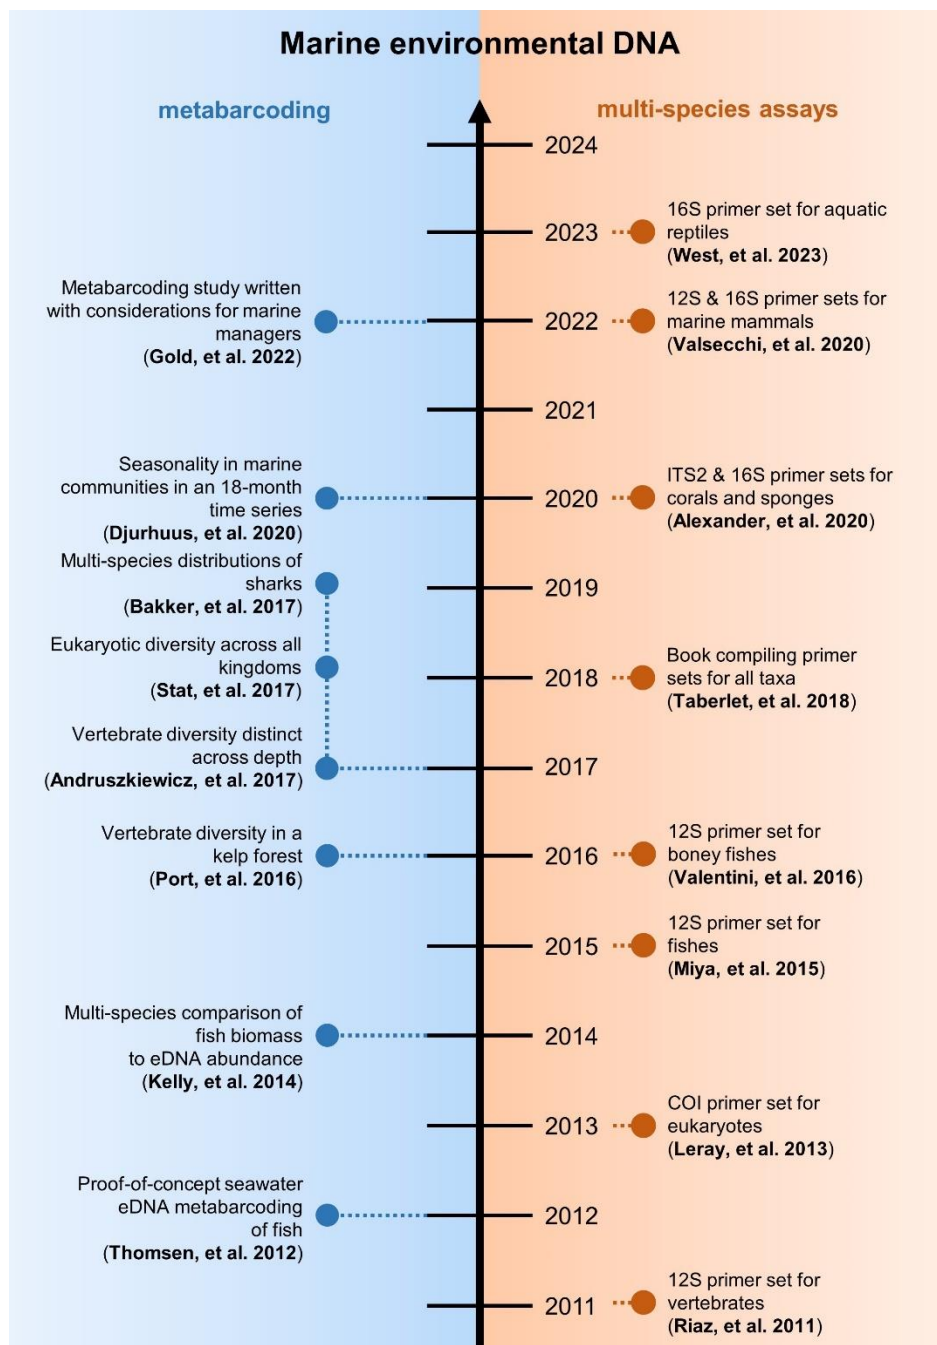 Marine environmental DNA
metabarcoding
multi-species assays
2024
2023
16S primer set for aquatic
reptiles
(West, et al. 2023)
Metabarcoding study written
with considerations for marine
managers
(Gold, et al. 2022)
2022
12S & 16S primer sets for
marine mammals
(Valsecchi, et al. 2020)
2021
Seasonality in marine
communities in an 18-month
time series
(Djurhuus, et al. 2020)
2020
ITS2 & 16S primer sets for
corals and sponges
(Alexander, et al. 2020)
Multi-species distributions of
sharks
(Bakker, et al. 2017)
2019
Eukaryotic diversity across all
kingdoms
(Stat, et al. 2017)
2018
Book compiling primer
sets for all taxa
(Taberlet, et al. 2018)
Vertebrate diversity distinct
across depth
(Andruszkiewicz, et al. 2017)
2017
Vertebrate diversity in a
kelp forest
(Port, et al. 2016)
2016
12S primer set for
boney fishes
(Valentini, et al. 2016)
2015
12S primer set for
fishes
(Miya, et al. 2015)
Multi-species comparison of
fish biomass
to eDNA abundance
(Kelly, et al. 2014)
2014
2013
COI primer set for
eukaryotes
(Leray, et al. 2013)
Proof-of-concept seawater
eDNA metabarcoding
of fish
(Thomsen, et al. 2012)
2012
2011
12S primer set for
vertebrates
(Riaz, et al. 2011)